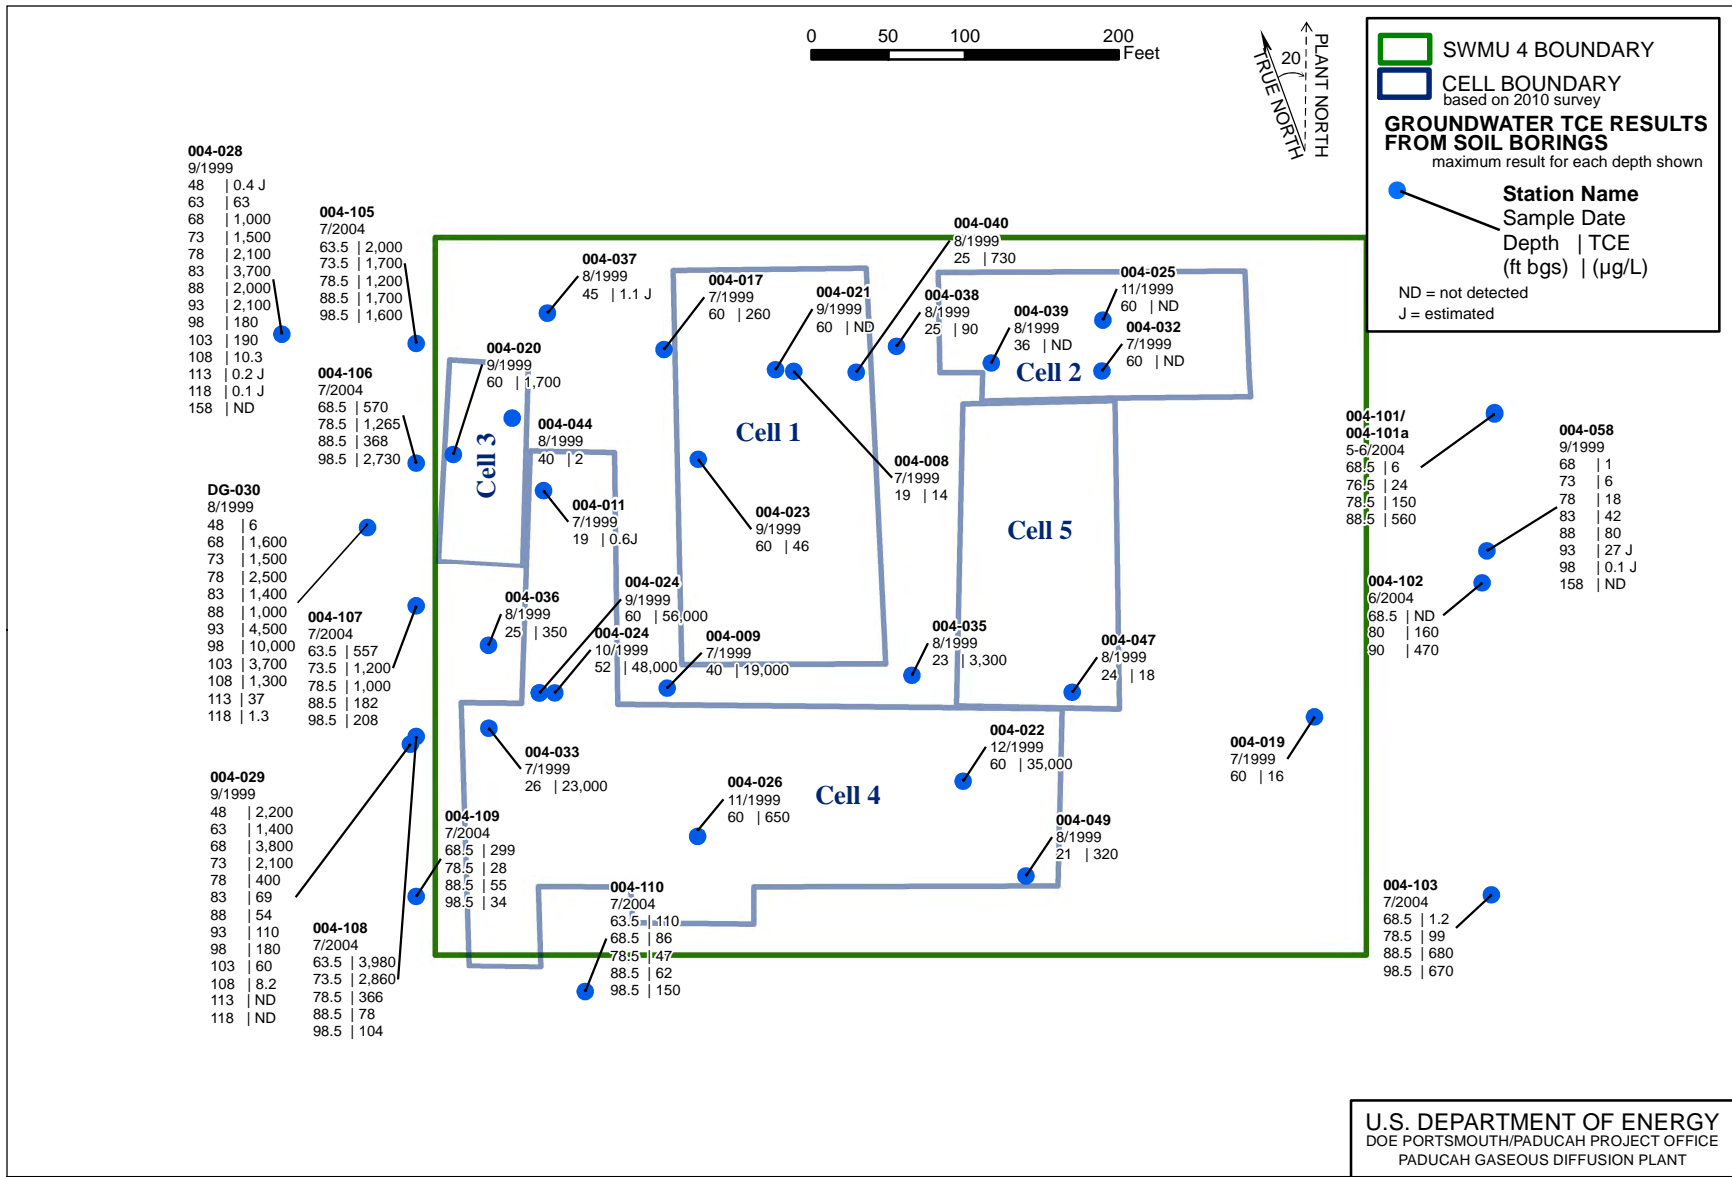 0 50 100 200
Feet
20
TRUE NORTH
PLANT NORTH
SWMU 4 BOUNDARY
CELL BOUNDARY
based on 2010 survey
GROUNDWATER TCE RESULTS
FROM SOIL BORINGS
maximum result for each depth shown
Station Name
Sample Date
Depth | TCE
(ft bgs) | (µg/L)
ND = not detected
J = estimated
004-028
9/1999
48 | 0.4 J
63 | 63
68 | 1,000
73 | 1,500
78 | 2,100
83 | 3,700
88 | 2,000
93 | 2,100
98 | 180
103 | 190
108 | 10.3
113 | 0.2 J
118 | 0.1 J
158 | ND
004-105
7/2004
63.5 | 2,000
73.5 | 1,700
78.5 | 1,200
88.5 | 1,700
98.5 | 1,600
004-106
7/2004
68.5 | 570
78.5 | 1,265
88.5 | 368
98.5 | 2,730
DG-030
8/1999
48 | 6
68 | 1,600
73 | 1,500
78 | 2,500
83 | 1,400
88 | 1,000
93 | 4,500
98 | 10,000
103 | 3,700
108 | 1,300
113 | 37
118 | 1.3
004-107
7/2004
63.5 | 557
73.5 | 1,200
78.5 | 1,000
88.5 | 182
98.5 | 208
004-029
9/1999
48 | 2,200
63 | 1,400
68 | 3,800
73 | 2,100
78 | 400
83 | 69
88 | 54
93 | 110
98 | 180
103 | 60
108 | 8.2
113 | ND
118 | ND
004-108
7/2004
63.5 | 3,980
73.5 | 2,860
78.5 | 366
88.5 | 78
98.5 | 104
004-037
8/1999
45 | 1.1 J
004-020
9/1999
60 | 1,700
004-044
8/1999
40 | 2
Cell 3
004-011
7/1999
19 | 0.6J
004-036
8/1999
25 | 350
004-024
9/1999
60 | 56,000
004-024
10/1999
52 | 48,000
004-009
7/1999
40 | 19,000
004-033
7/1999
26 | 23,000
004-109
7/2004
68.5 | 299
78.5 | 28
88.5 | 55
98.5 | 34
004-110
7/2004
63.5 | 110
68.5 | 86
78.5 | 47
88.5 | 62
98.5 | 150
004-026
11/1999
60 | 650
Cell 4
004-017
7/1999
60 | 260
004-021
9/1999
60 | ND
Cell 1
004-023
9/1999
60 | 46
004-008
7/1999
19 | 14
004-040
8/1999
25 | 730
004-038
8/1999
25 | 90
004-039
8/1999
36 | ND
004-025
11/1999
60 | ND
004-032
7/1999
60 | ND
Cell 2
Cell 5
004-035
8/1999
23 | 3,300
004-047
8/1999
24 | 18
004-022
12/1999
60 | 35,000
004-049
8/1999
21 | 320
004-019
7/1999
60 | 16
004-101/
004-101a
5-6/2004
68.5 | 6
76.5 | 24
78.5 | 150
88.5 | 560
004-058
9/1999
68 | 1
73 | 6
78 | 18
83 | 42
88 | 80
93 | 27 J
98 | 0.1 J
158 | ND
004-102
6/2004
68.5 | ND
80 | 160
90 | 470
004-103
7/2004
68.5 | 1.2
78.5 | 99
88.5 | 680
98.5 | 670
U.S. DEPARTMENT OF ENERGY
DOE PORTSMOUTH/PADUCAH PROJECT OFFICE
PADUCAH GASEOUS DIFFUSION PLANT